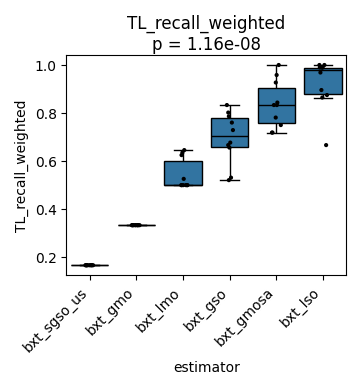 TL_recall_weighted
p = 1.16e-08
TL_recall_weighted
1.0
0.8
0.6
0.4
0.2
bxt_sgso_us
bxt_gmo
bxt_lmo
bxt_gso
bxt_gmosa
bxt_lso
estimator